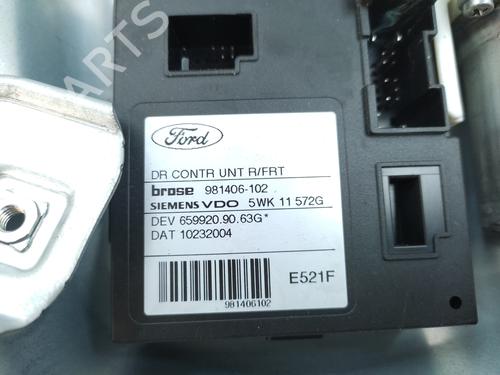 PARTS
Ford
DR CONTR UNT R/FRT
brose 981406-102
SIEMENS VDO 5WK 11 572G
DEV 659920.90.63G*
DAT 10232004
E521F
981406102